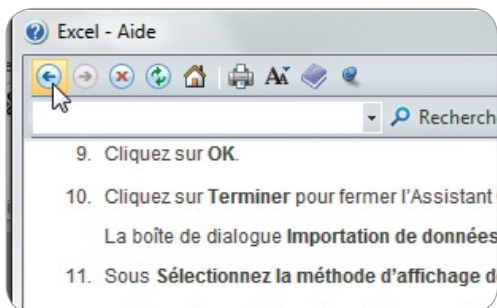 Excel - Aide
Recherch
9. Cliquez sur OK.
10. Cliquez sur Terminer pour fermer l'Assistant
La boîte de dialogue Importation de données
11. Sous Sélectionnez la méthode d'affichage d